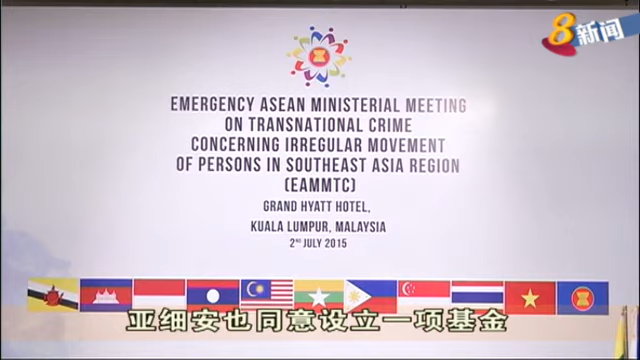 8新闻
EMERGENCY ASEAN MINISTERIAL MEETING
ON TRANSNATIONAL CRIME
CONCERNING IRREGULAR MOVEMENT
OF PERSONS IN SOUTHEAST ASIA REGION
(EAMMTC)
GRAND HYATT HOTEL,
KUALA LUMPUR, MALAYSIA
2ND JULY 2015
亚细安也同意设立一项基金